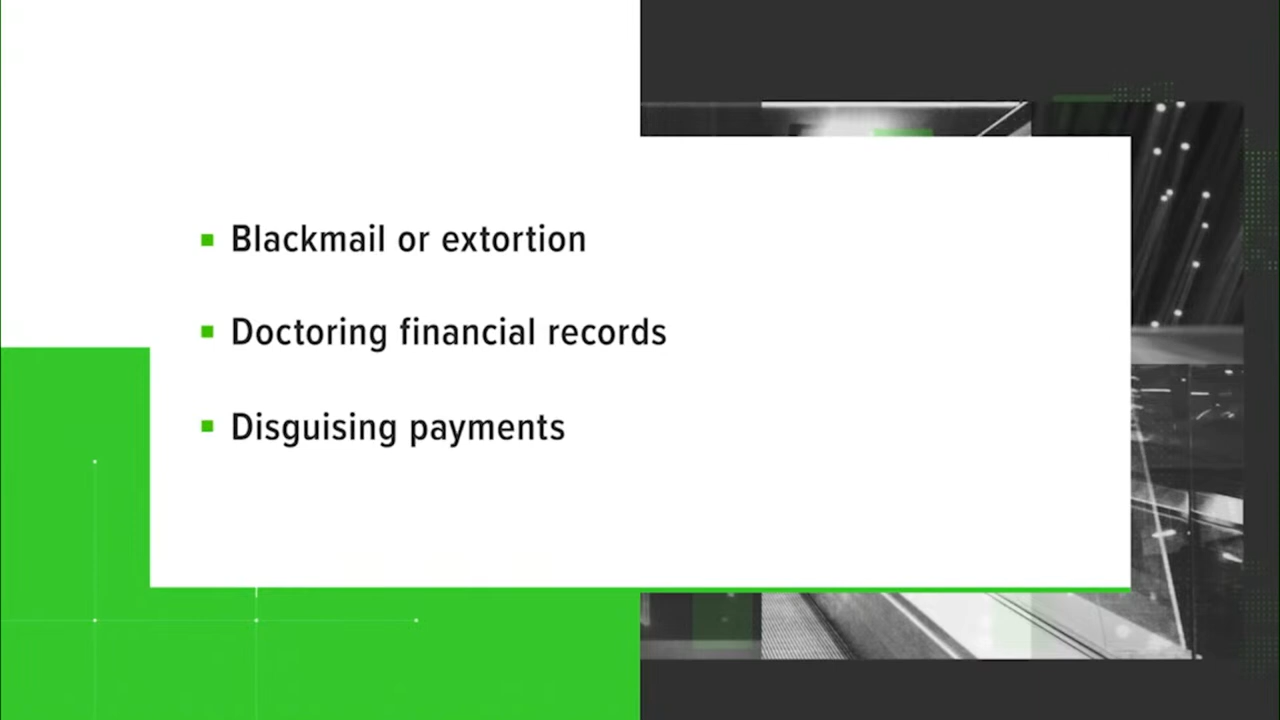 Blackmail or extortion
Doctoring financial records
Disguising payments